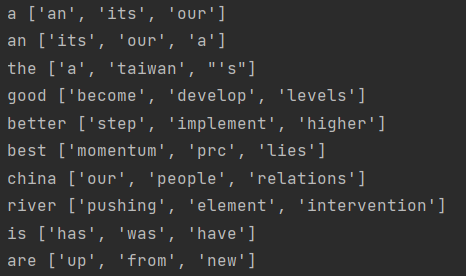 a ['an', 'its', 'our']
an ['its', 'our', 'a']
the ['a', 'taiwan', "'s"]
good ['become', 'develop', 'levels']
better ['step', 'implement', 'higher']
best ['momentum', 'prc', 'lies']
china ['our', 'people', 'relations']
river ['pushing', 'element', 'intervention']
is ['has', 'was', 'have']
are ['up', 'from', 'new']